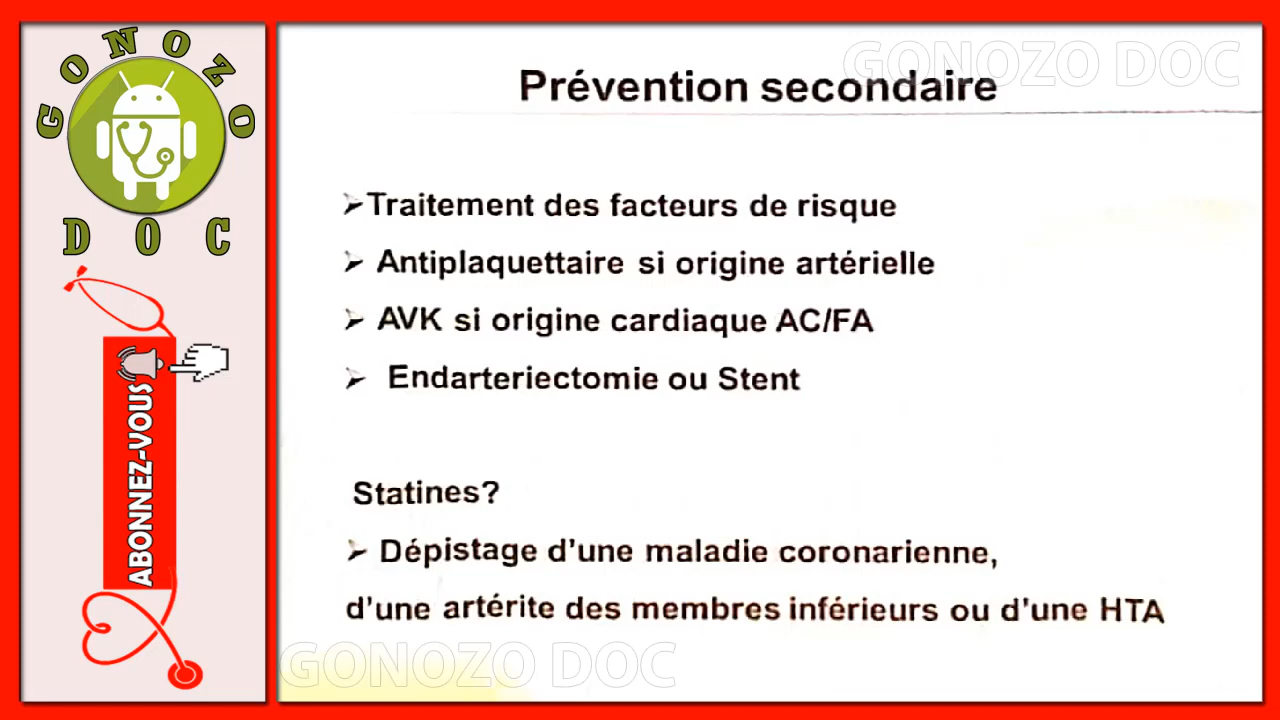 GONOZO
DOC
ABONNEZ-VOUS
GONOZO DOC
Prévention secondaire
➢Traitement des facteurs de risque
➢ Antiplaquettaire si origine artérielle
➢ AVK si origine cardiaque AC/FA
➢ Endarteriectomie ou Stent
Statines?
➢ Dépistage d'une maladie coronarienne,
d'une artérite des membres inférieurs ou d'une HTA
GONOZO DOC